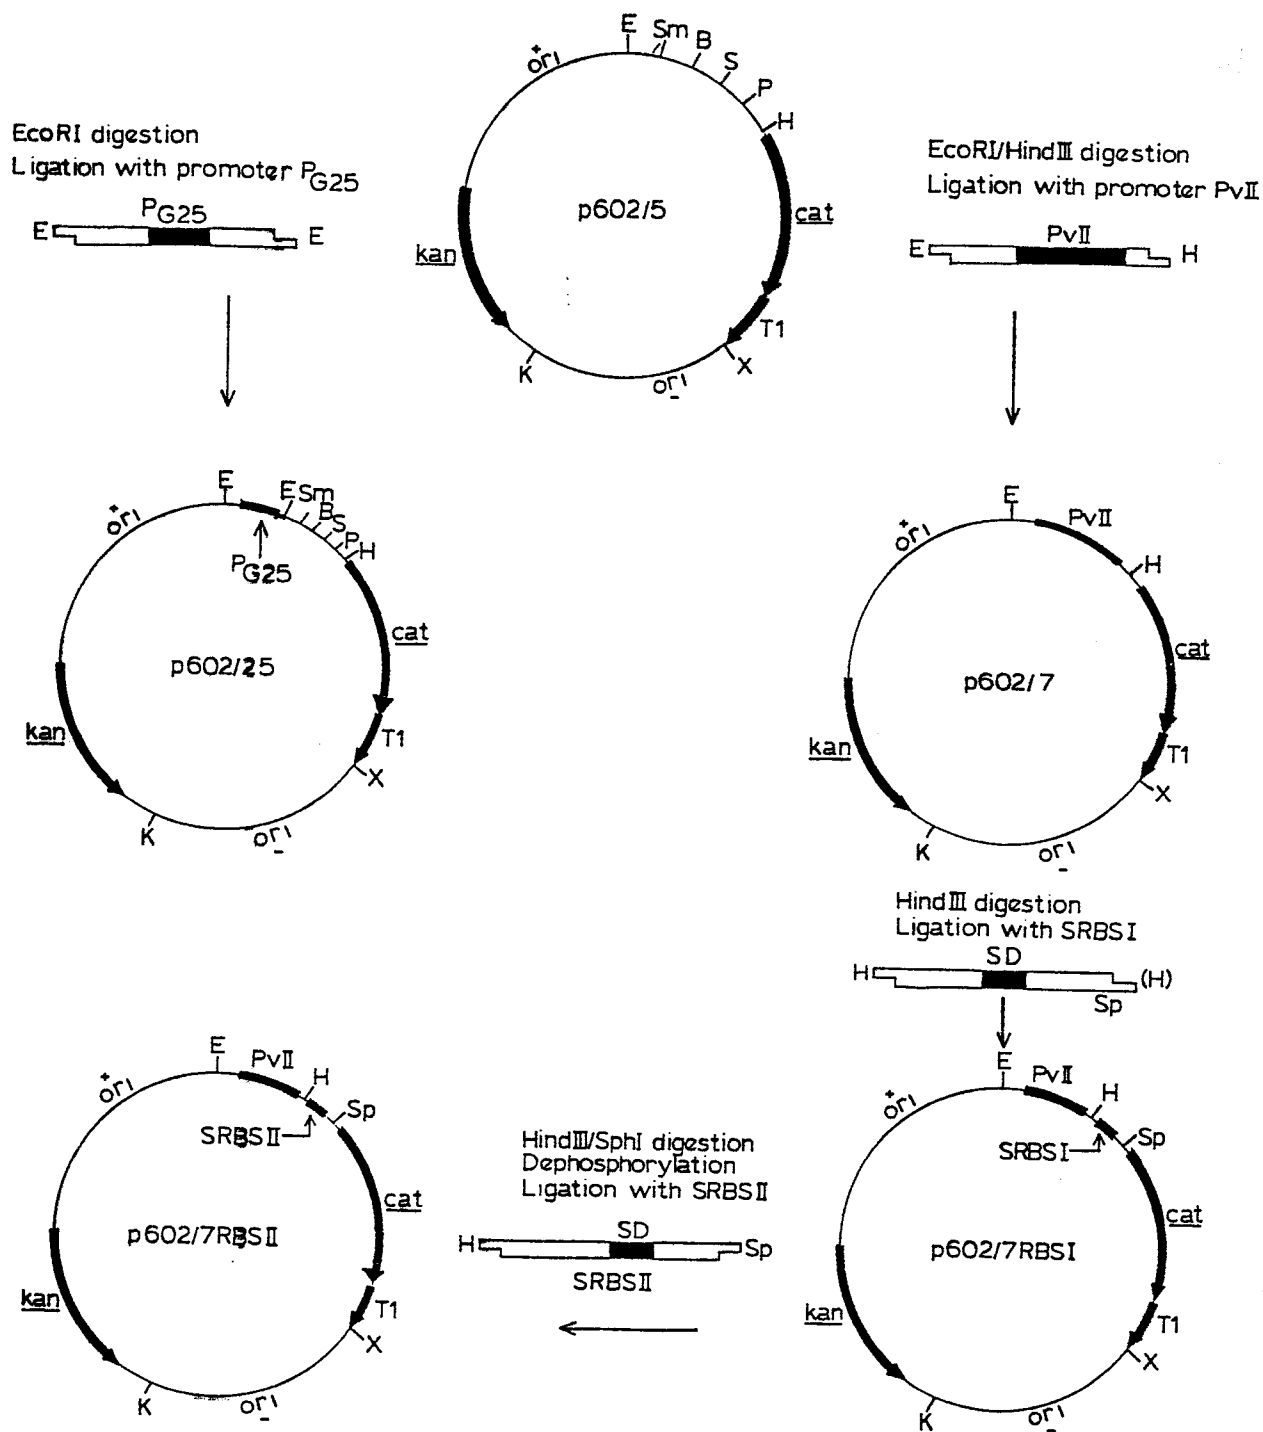 E
Sm
B
S
P
H
+
ori
p602/5
cat
kan
T1
X
K
ori
-
EcoRI digestion
Ligation with promoter PG25
PG25
E
E
EcoRI/HindIII digestion
Ligation with promoter PvII
PvII
E
H
E
E
Sm
B
S
P
H
+
ori
PG25
cat
p602/25
kan
T1
X
K
ori
-
E
PvII
H
+
ori
cat
p602/7
kan
T1
X
K
ori
-
HindIII digestion
Ligation with SRBSI
SD
H
(H)
Sp
E
PvII
H
+
ori
SRBSI
Sp
cat
p602/7RBSI
kan
T1
X
K
ori
-
HindIII/SphI digestion
Dephosphorylation
Ligation with SRBSII
SD
H
Sp
SRBSII
E
PvII
H
+
ori
Sp
SRBSII
cat
p602/7RBSII
kan
T1
X
K
ori
-